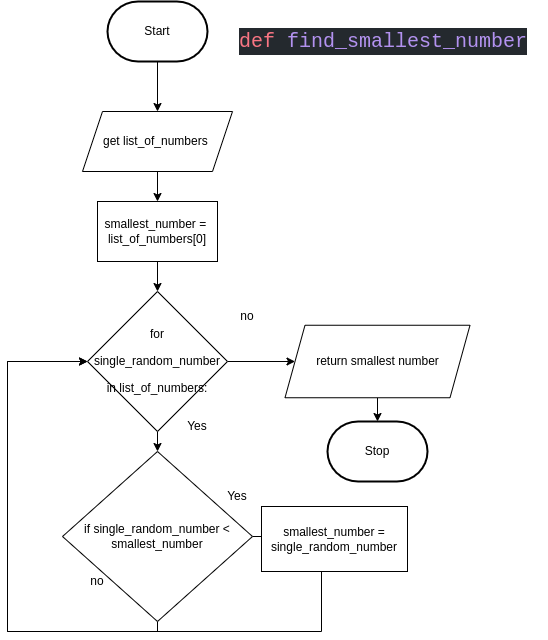 Start
def find_smallest_number
get list_of_numbers
smallest_number =
list_of_numbers[0]
for
single_random_number
in list_of_numbers:
no
return smallest number
Yes
Stop
if single_random_number <
smallest_number
Yes
smallest_number =
single_random_number
no